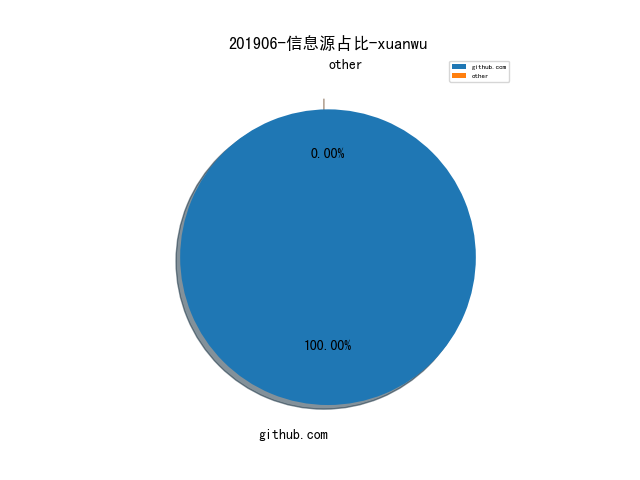 201906-信息源占比-xuanwu
other
github.com
other
0.00%
100.00%
github.com